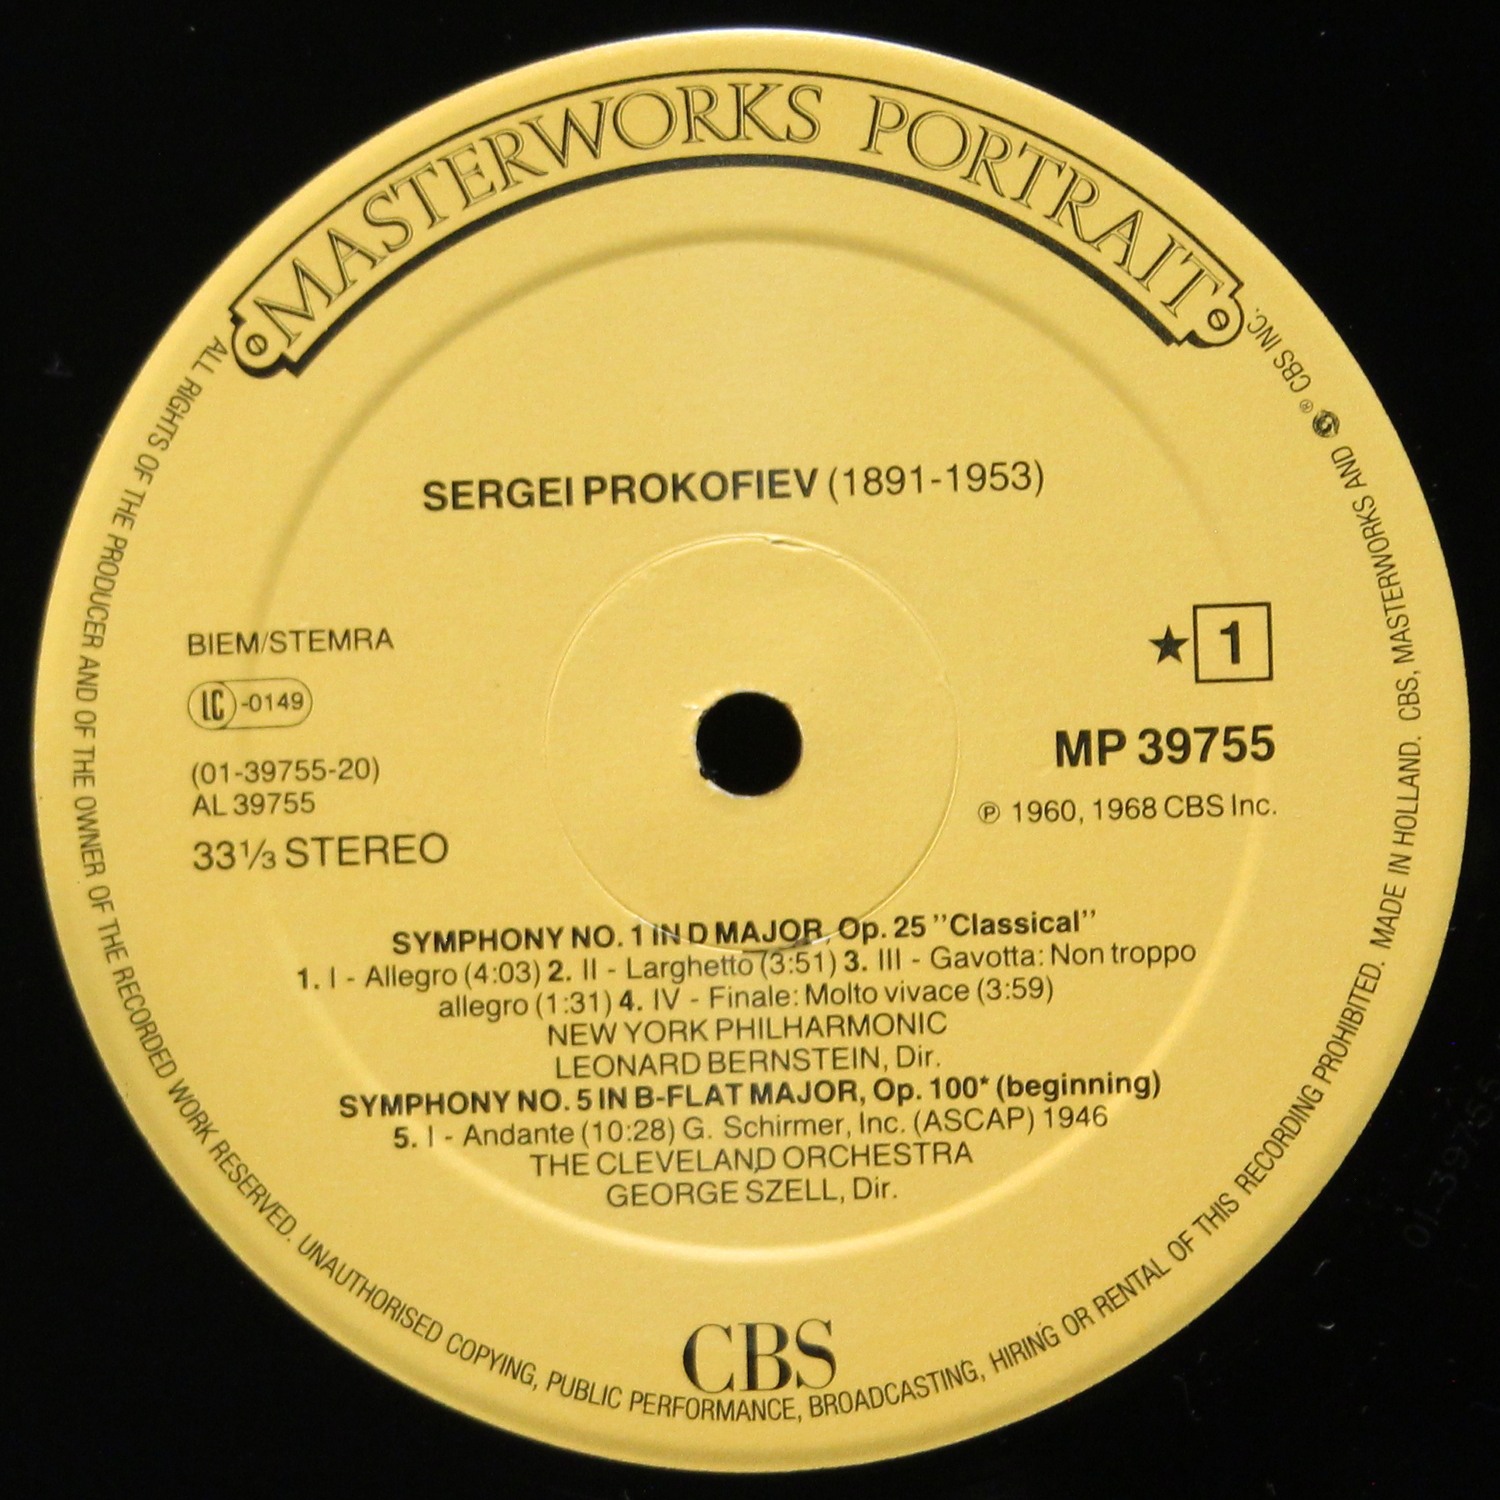 MASTERWORKS PORTRAIT
SERGEI PROKOFIEV (1891-1953)
BIEM/STEMRA
LC-0149
(01-39755-20)
AL 39755
33⅓ STEREO
★ 1
MP 39755
℗ 1960, 1968 CBS Inc.
SYMPHONY NO. 1 IN D MAJOR, Op. 25 "Classical"
1. I - Allegro (4:03) 2. II - Larghetto (3:51) 3. III - Gavotta: Non troppo
allegro (1:31) 4. IV - Finale: Molto vivace (3:59)
NEW YORK PHILHARMONIC
LEONARD BERNSTEIN, Dir.
SYMPHONY NO. 5 IN B-FLAT MAJOR, Op. 100* (beginning)
5. I - Andante (10:28) G. Schirmer, Inc. (ASCAP) 1946
THE CLEVELAND ORCHESTRA
GEORGE SZELL, Dir.
CBS
ALL RIGHTS OF THE PRODUCER AND OF THE OWNER OF THE RECORDED WORK RESERVED. UNAUTHORISED COPYING, PUBLIC PERFORMANCE, BROADCASTING, HIRING OR RENTAL OF THIS RECORDING PROHIBITED. MADE IN HOLLAND. CBS, MASTERWORKS AND ® CBS INC.
01-39755